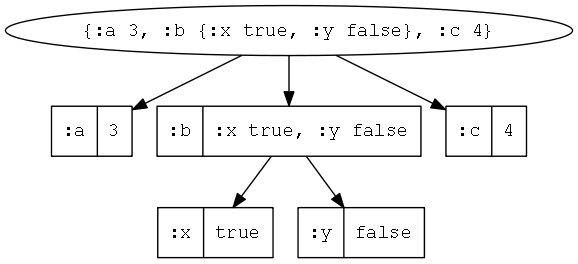 {:a 3, :b {:x true, :y false}, :c 4}
:a 3
:b :x true, :y false
:c 4
:x true
:y false